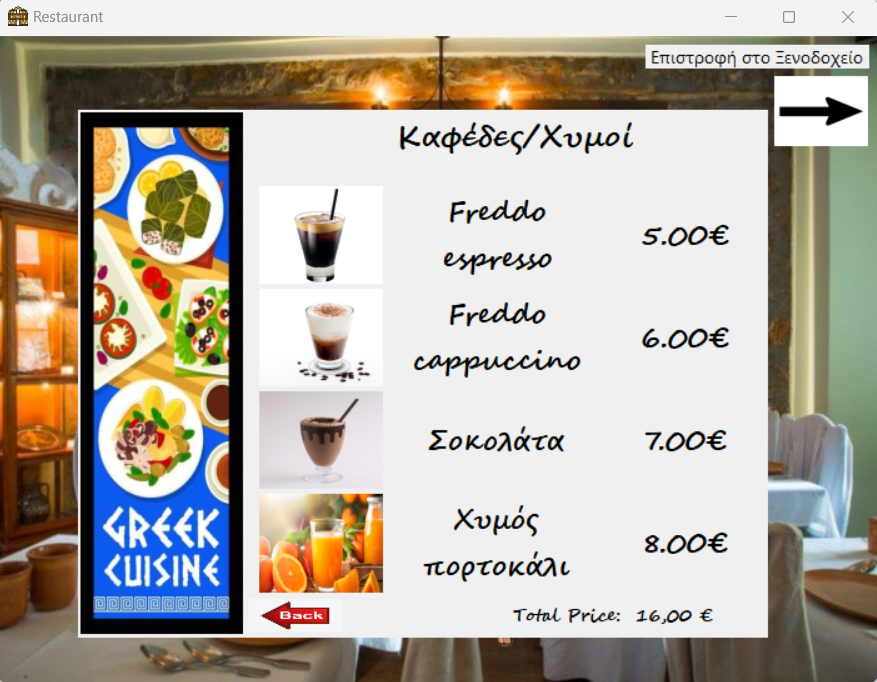 Restaurant
Επιστροφή στο Ξενοδοχείο
Καφέδες/Χυμοί
Freddo
espresso
5.00€
Freddo
cappuccino
6.00€
Σοκολάτα
7.00€
Χυμός
πορτοκάλι
8.00€
GREEK
CUISINE
Back
Total Price: 16,00 €